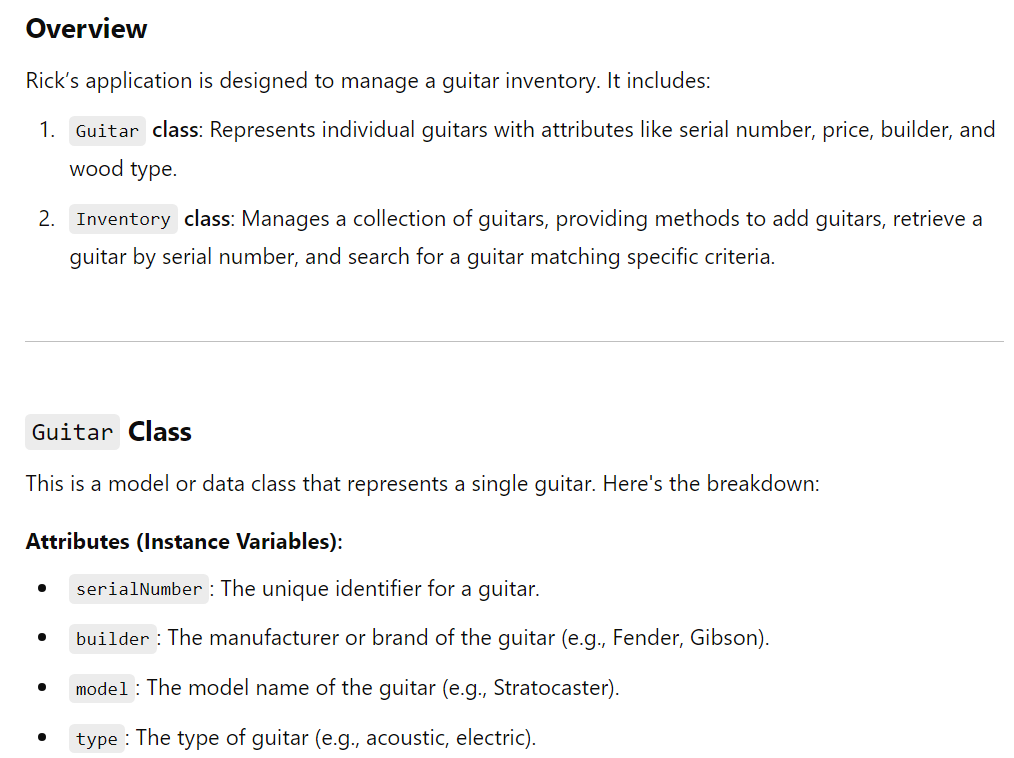 Overview
Rick’s application is designed to manage a guitar inventory. It includes:
1. Guitar class: Represents individual guitars with attributes like serial number, price, builder, and
wood type.
2. Inventory class: Manages a collection of guitars, providing methods to add guitars, retrieve a
guitar by serial number, and search for a guitar matching specific criteria.
Guitar Class
This is a model or data class that represents a single guitar. Here's the breakdown:
Attributes (Instance Variables):
• serialNumber: The unique identifier for a guitar.
• builder: The manufacturer or brand of the guitar (e.g., Fender, Gibson).
• model: The model name of the guitar (e.g., Stratocaster).
• type: The type of guitar (e.g., acoustic, electric).